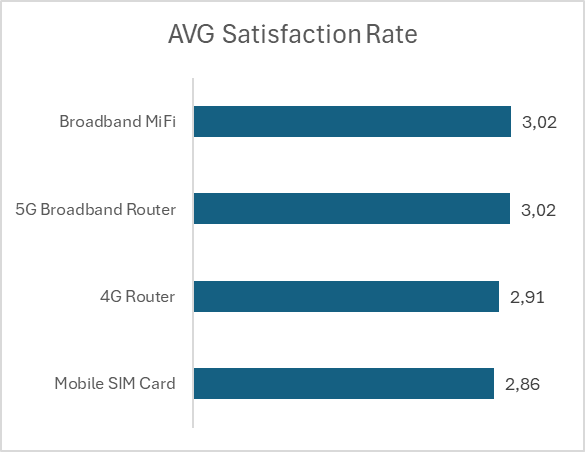 AVG Satisfaction Rate
Broadband MiFi 3,02
5G Broadband Router 3,02
4G Router 2,91
Mobile SIM Card 2,86